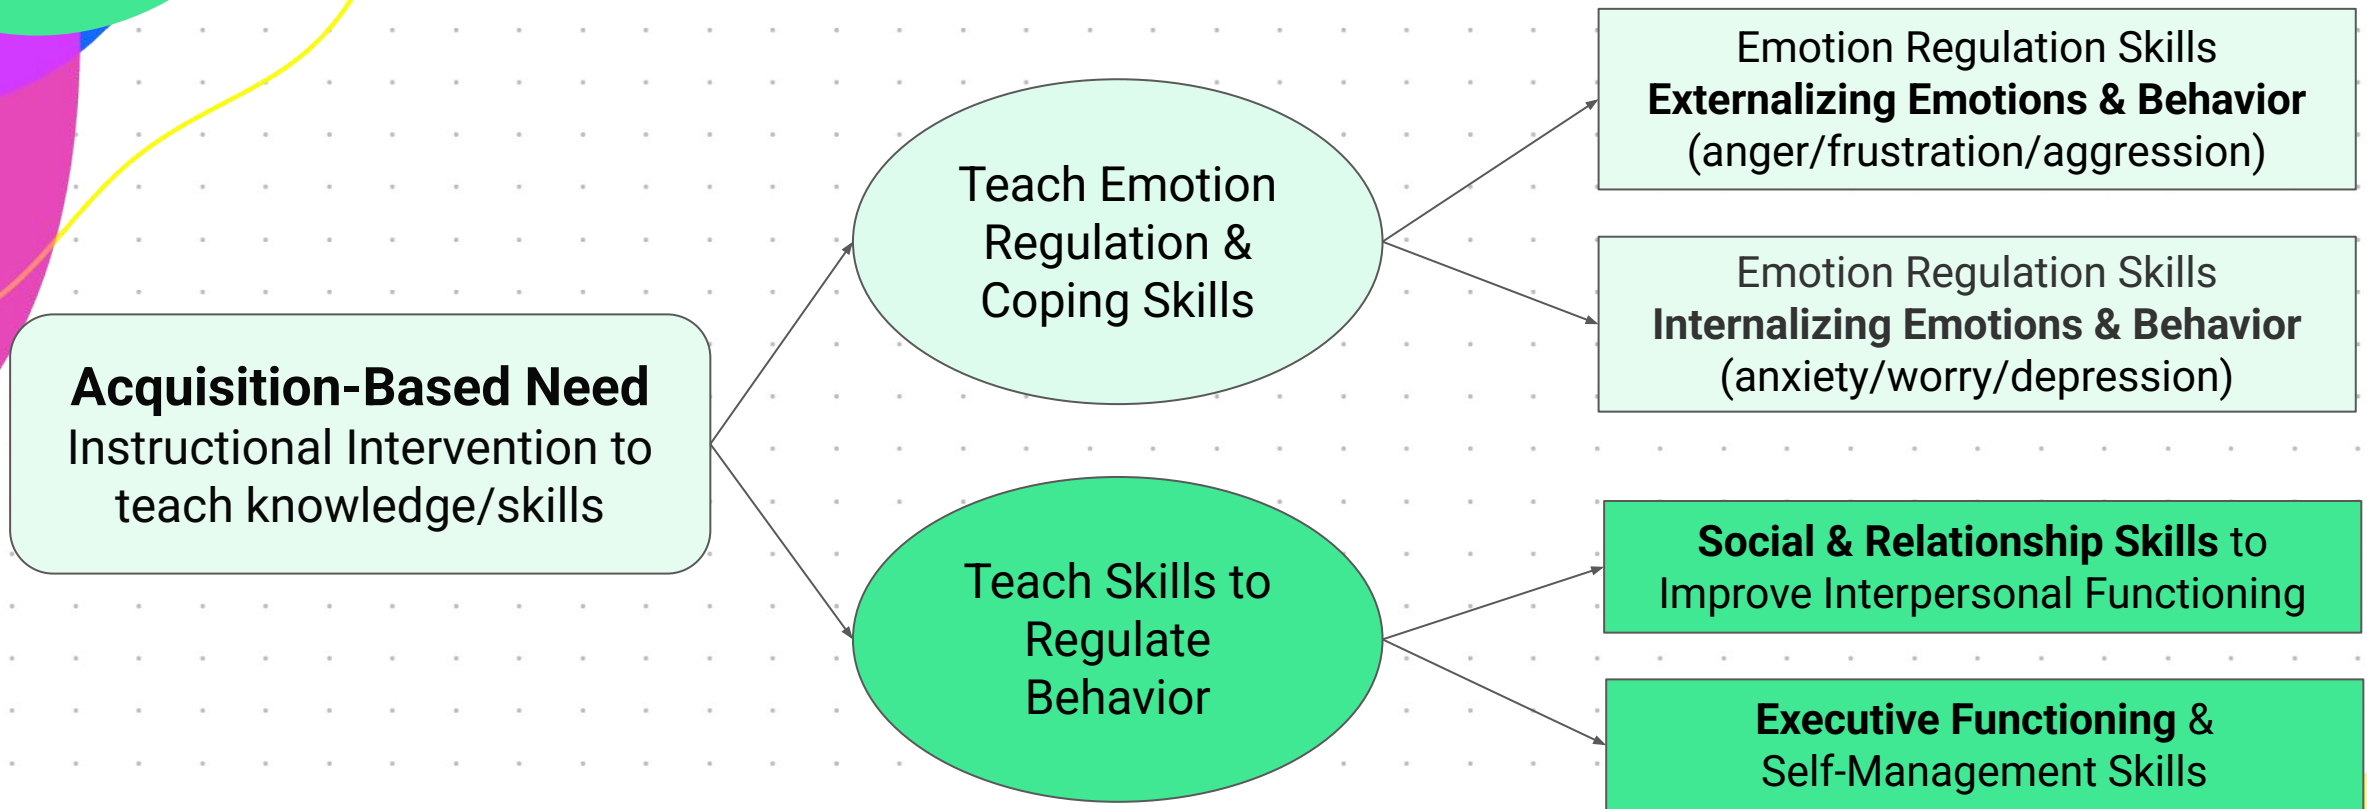 Acquisition-Based Need
Instructional Intervention to
teach knowledge/skills
Teach Emotion
Regulation &
Coping Skills
Emotion Regulation Skills
Externalizing Emotions & Behavior
(anger/frustration/aggression)
Emotion Regulation Skills
Internalizing Emotions & Behavior
(anxiety/worry/depression)
Teach Skills to
Regulate
Behavior
Social & Relationship Skills to
Improve Interpersonal Functioning
Executive Functioning &
Self-Management Skills